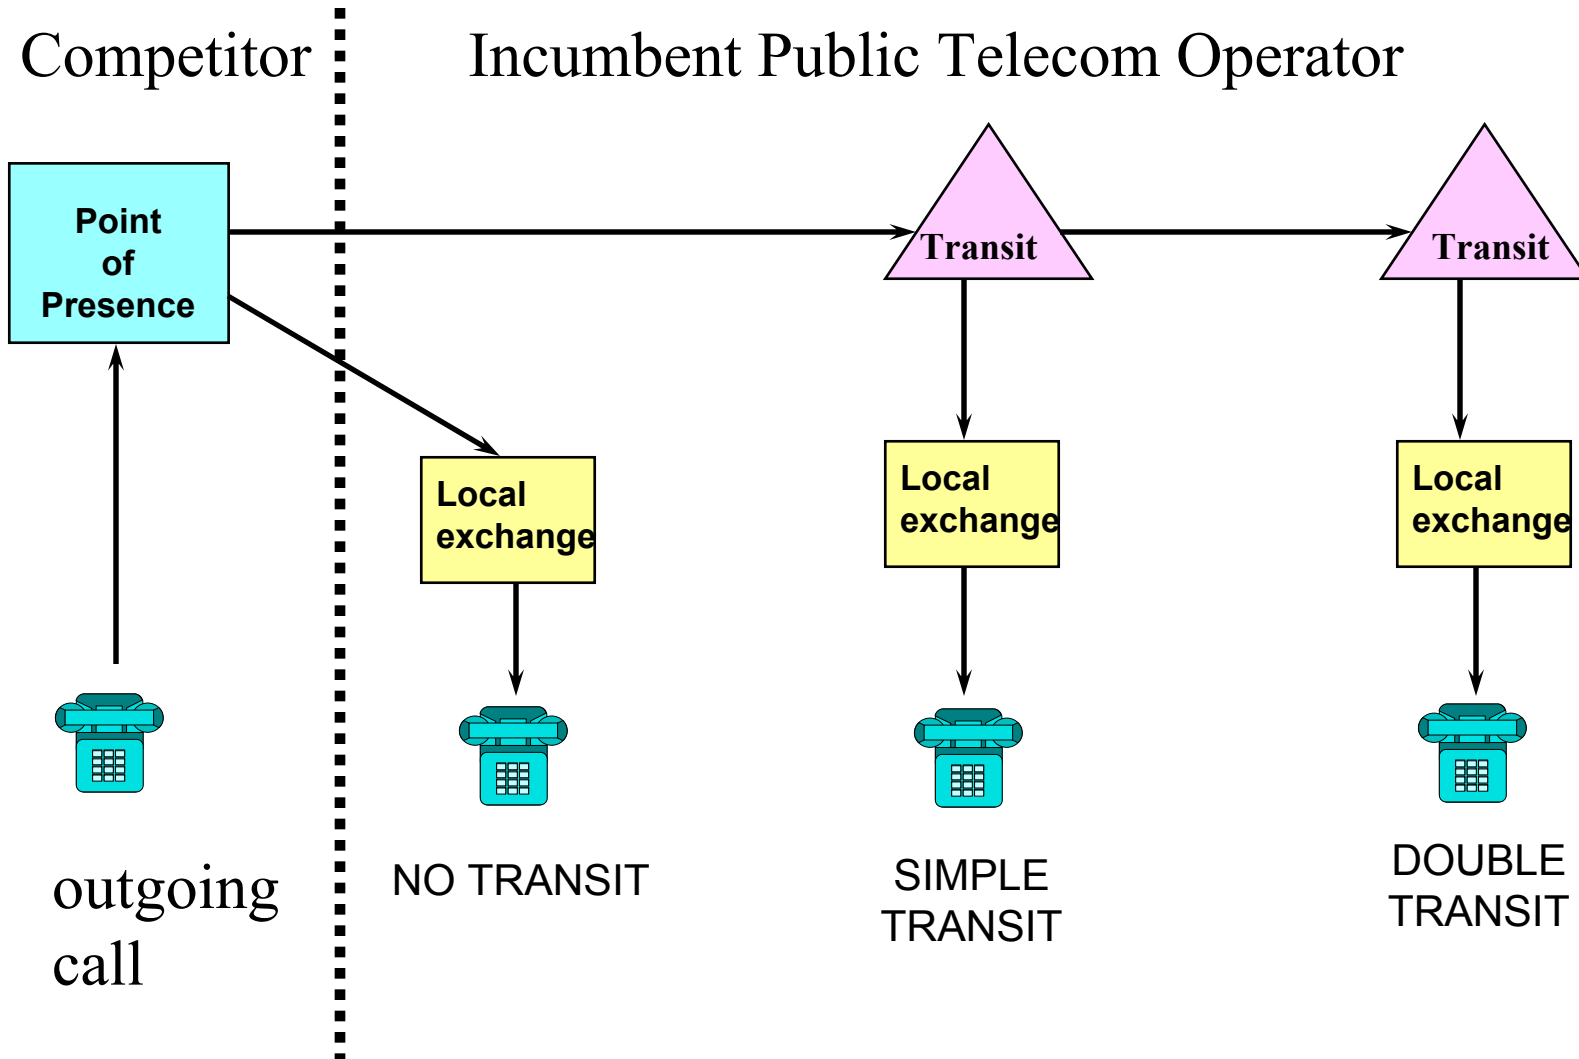 Competitor
Incumbent Public Telecom Operator
Point
of
Presence
Transit
Transit
Local
exchange
Local
exchange
Local
exchange
outgoing
call
NO TRANSIT
SIMPLE
TRANSIT
DOUBLE
TRANSIT